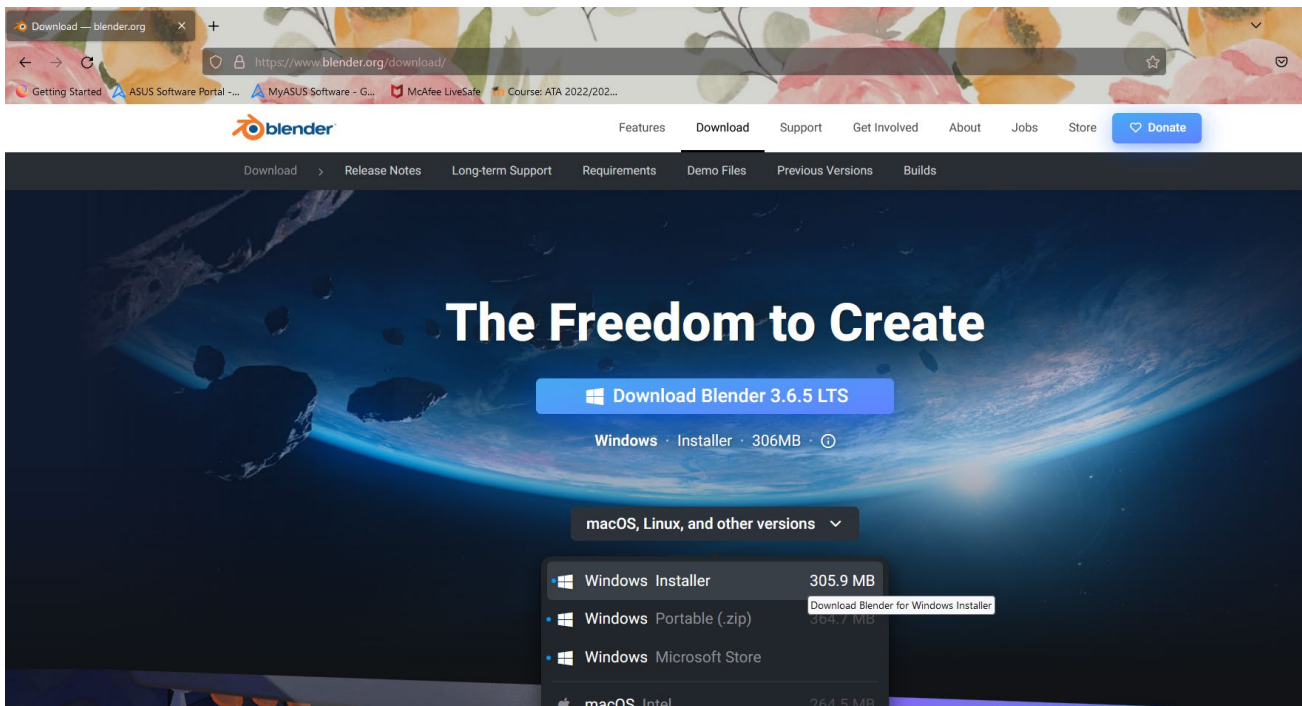 Download — blender.org
https://www.blender.org/download/
Getting Started ASUS Software Portal -... MyASUS Software - G... McAfee LiveSafe Course: ATA 2022/202...
blender Features Download Support Get Involved About Jobs Store Donate
Download > Release Notes Long-term Support Requirements Demo Files Previous Versions Builds
The Freedom to Create
Download Blender 3.6.5 LTS
Windows · Installer · 306MB ·
macOS, Linux, and other versions
Windows Installer 305.9 MB
Download Blender for Windows Installer
Windows Portable (.zip) 364.7 MB
Windows Microsoft Store
macOS Intel 264.5 MB